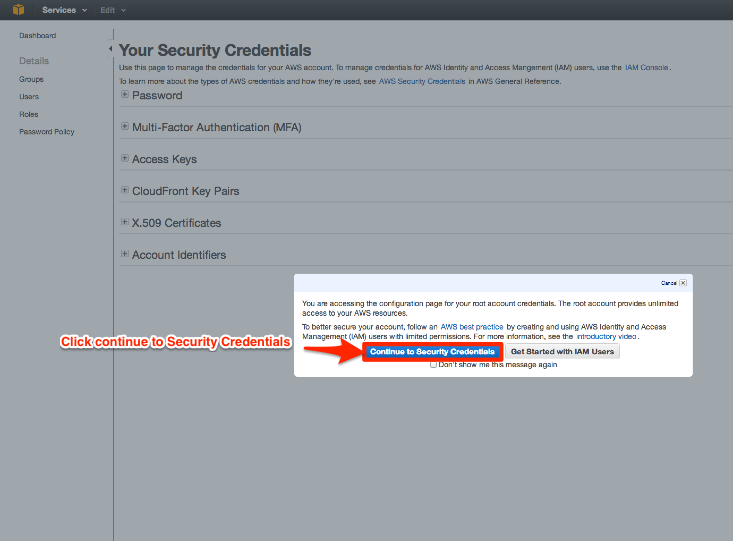 Services Edit
Dashboard
Details
Groups
Users
Roles
Password Policy
Your Security Credentials
Use this page to manage the credentials for your AWS account. To manage credentials for AWS Identity and Access Mangement (IAM) users, use the IAM Console.
To learn more about the types of AWS credentials and how they're used, see AWS Security Credentials in AWS General Reference.
Password
Multi-Factor Authentication (MFA)
Access Keys
CloudFront Key Pairs
X.509 Certificates
Account Identifiers
Cancel
You are accessing the configuration page for your root account credentials. The root account provides unlimited
access to your AWS resources.
To better secure your account, follow an AWS best practice by creating and using AWS Identity and Access
Management (IAM) users with limited permissions. For more information, see the introductory video.
Click continue to Security Credentials
Continue to Security Credentials Get Started with IAM Users
Don't show me this message again